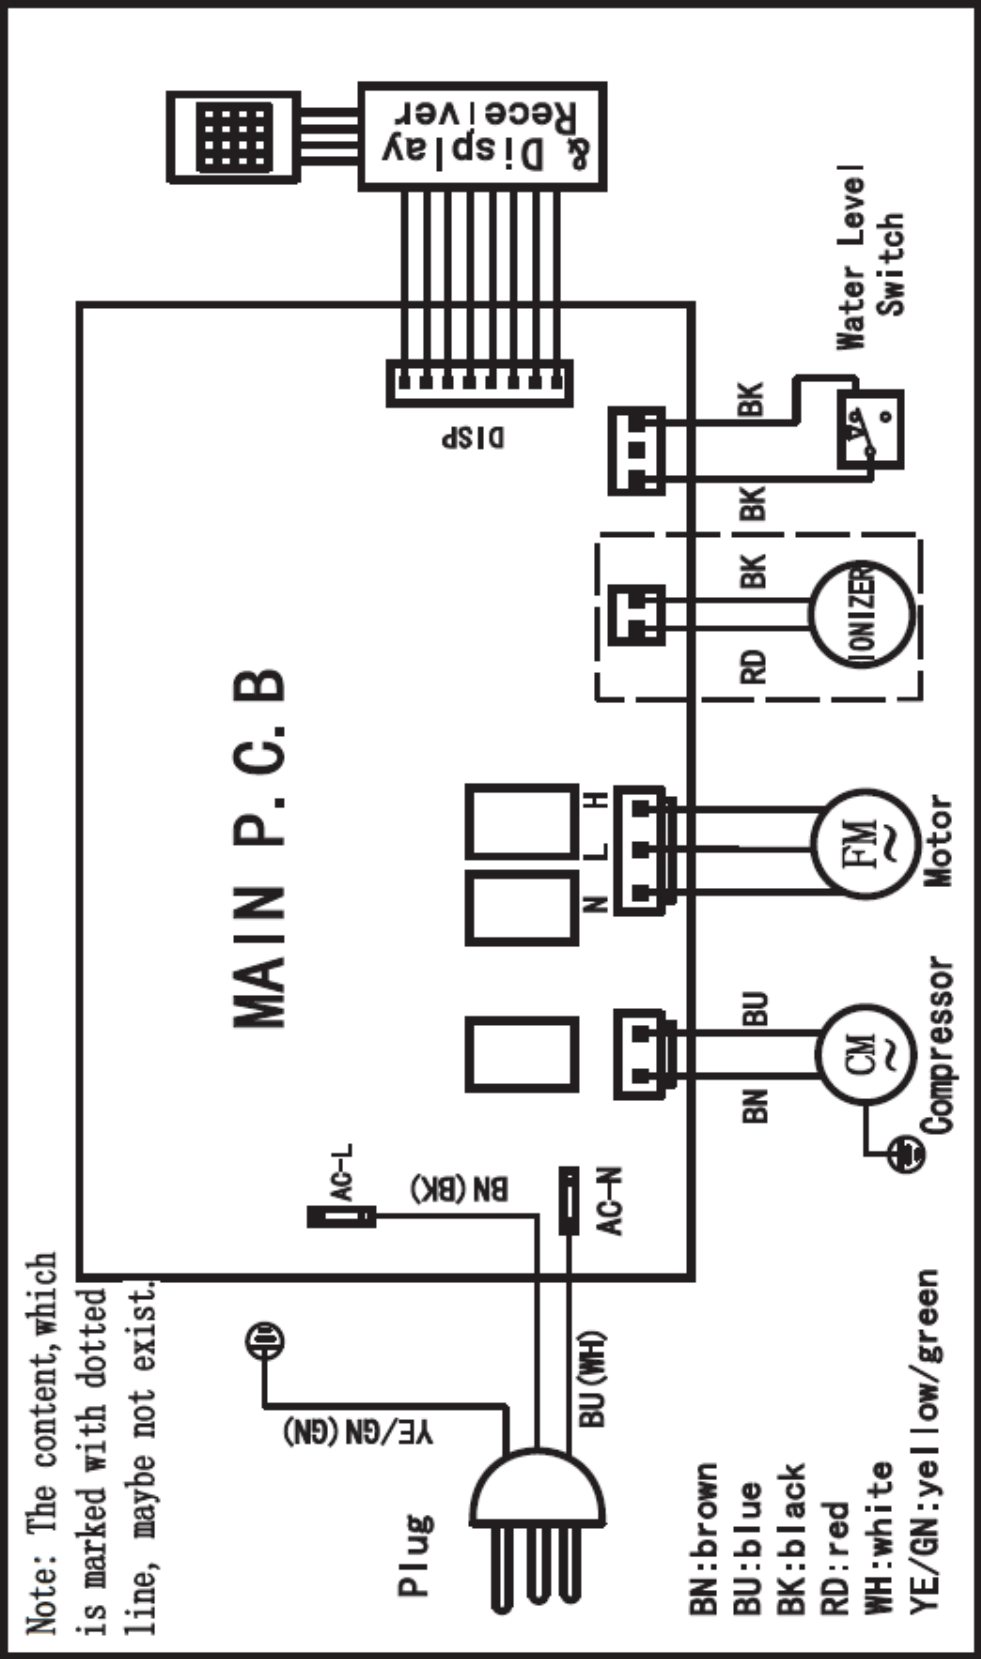 Note: The content,which
is marked with dotted
line, maybe not exist.
Plug
YE/GN(GN)
BN(BK)
BU(WH)
AC-L
AC-N
MAIN P.C.B
DISP
& Display
Receiver
N
L
H
BN
BU
CM
~
Compressor
FM
~
Motor
RD
BK
IONIZER
BK
BK
Water Level
Switch
BN:brown
BU:blue
BK:black
RD:red
WH:white
YE/GN:yellow/green